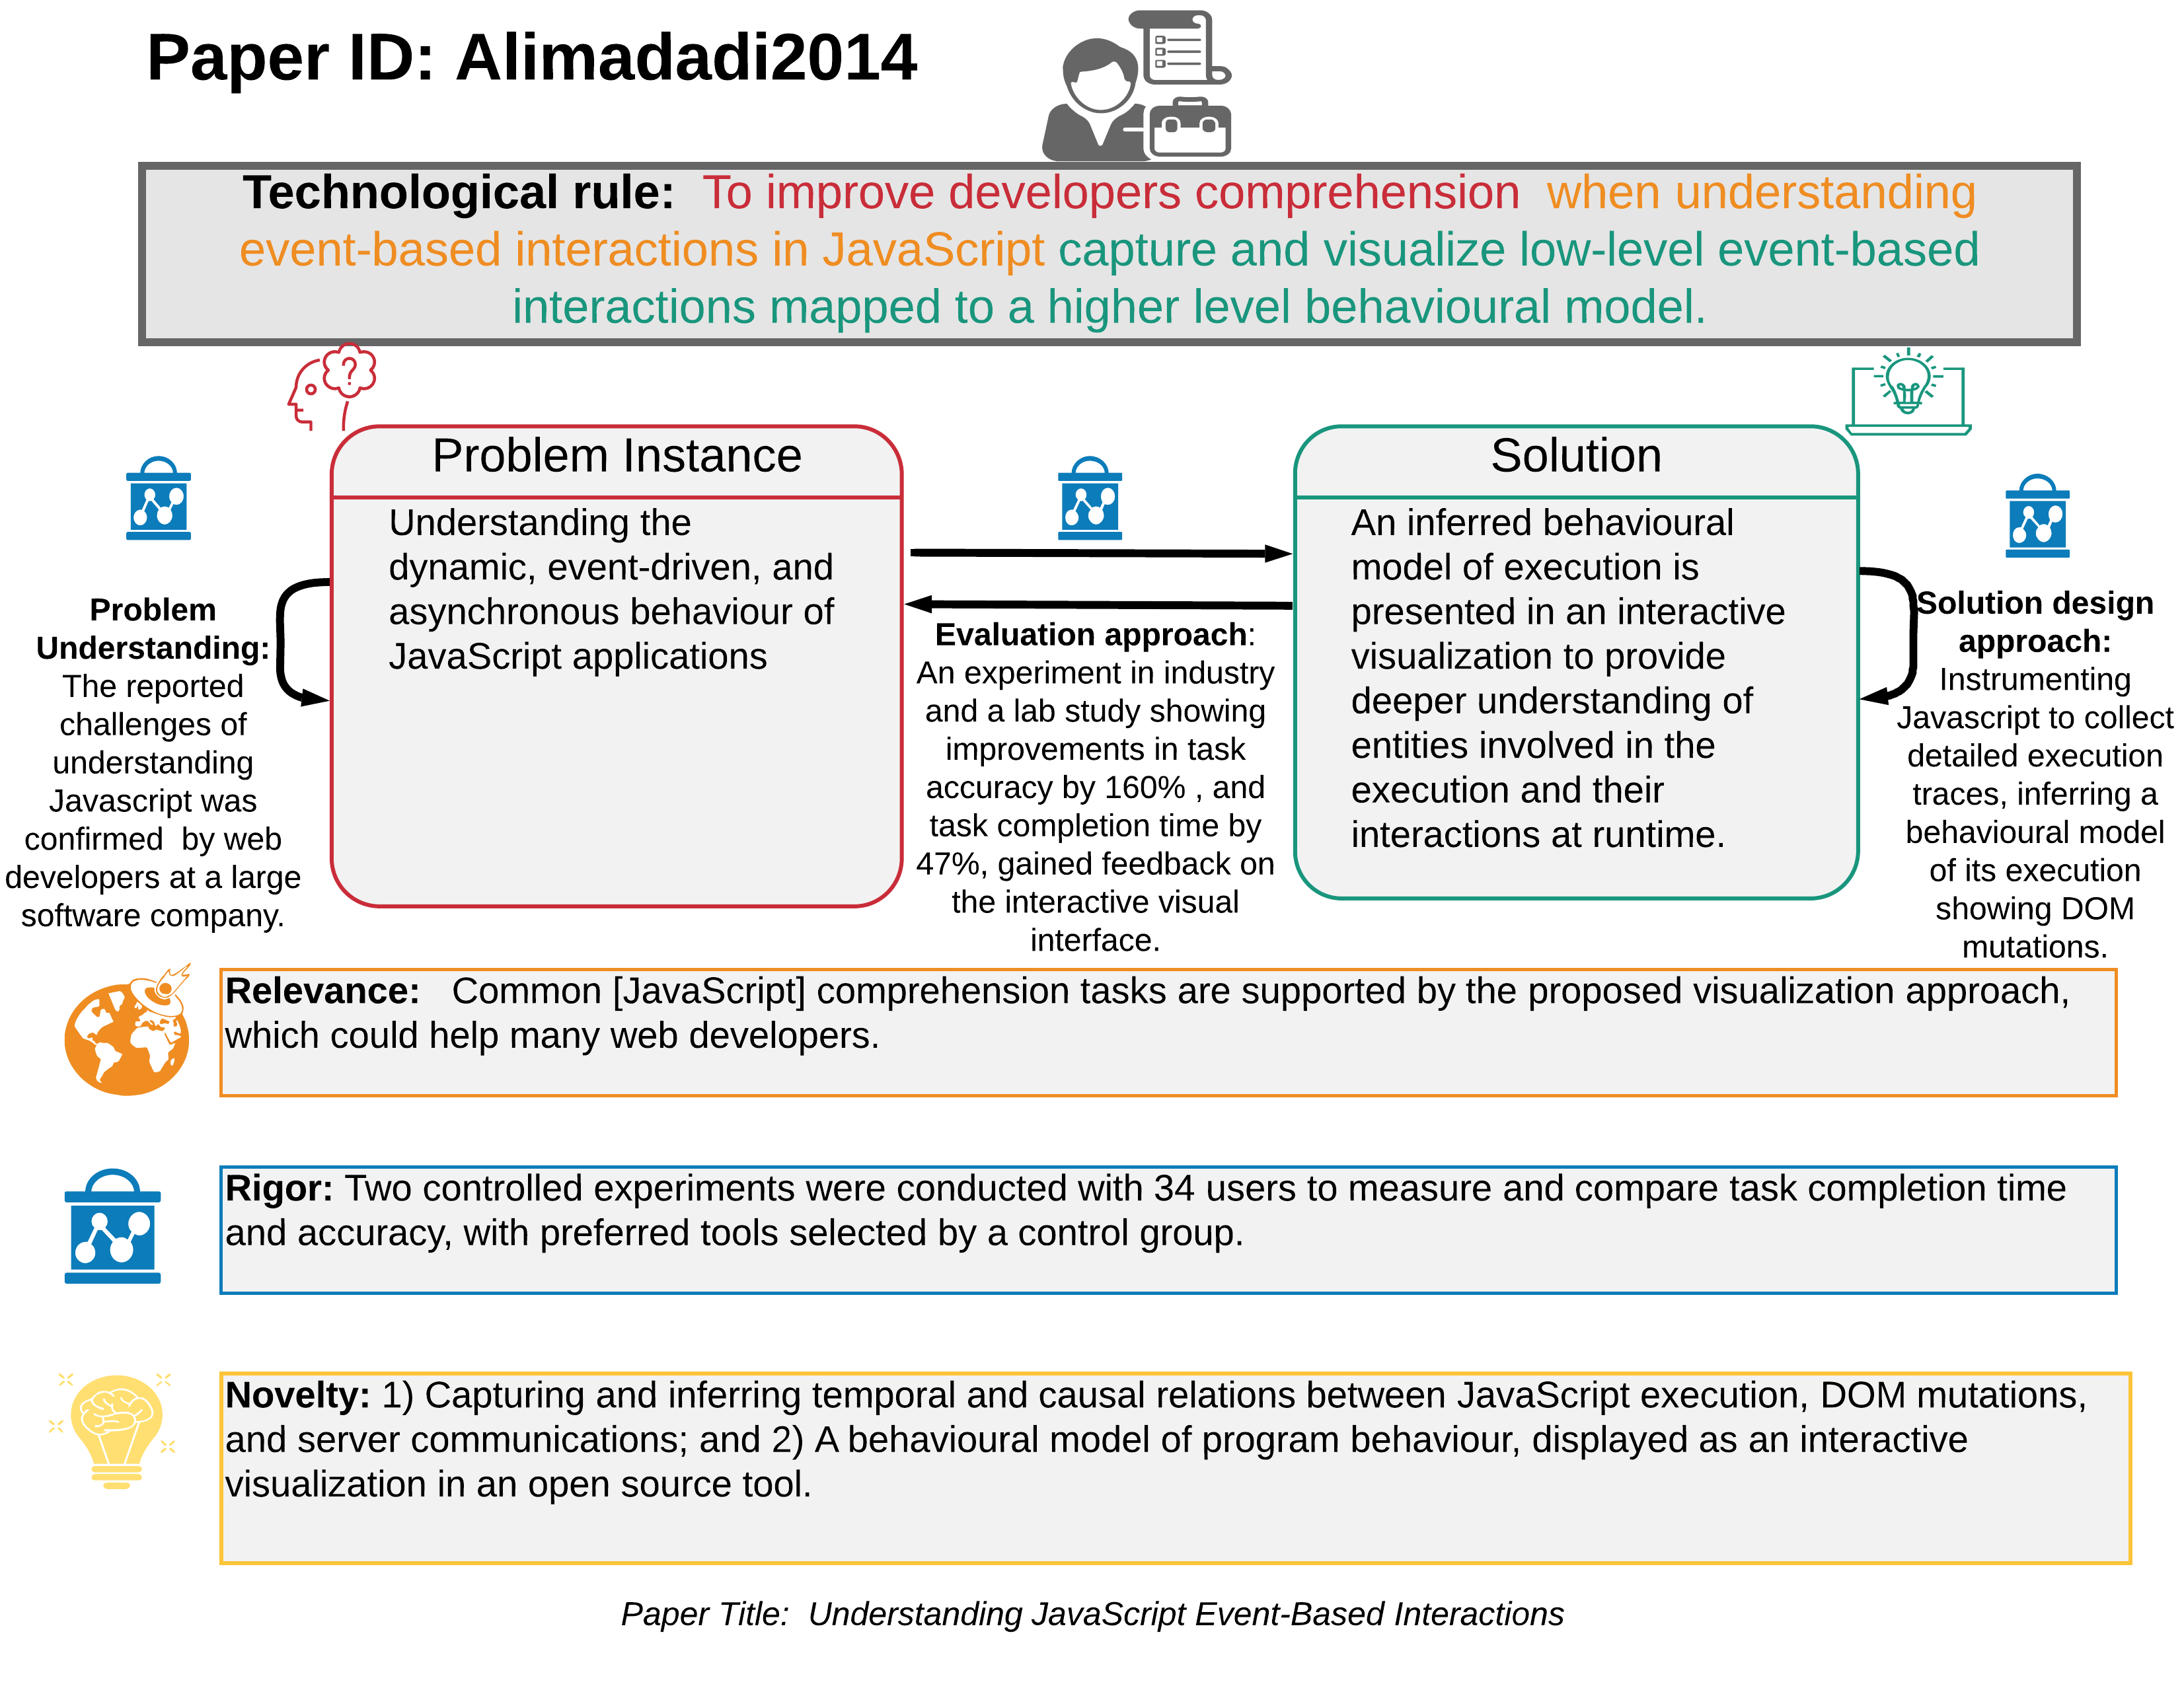 Paper ID: Alimadadi2014
Technological rule: To improve developers comprehension when understanding
event-based interactions in JavaScript capture and visualize low-level event-based
interactions mapped to a higher level behavioural model.
?
Problem Instance
Understanding the
dynamic, event-driven, and
asynchronous behaviour of
JavaScript applications
Solution
An inferred behavioural
model of execution is
presented in an interactive
visualization to provide
deeper understanding of
entities involved in the
execution and their
interactions at runtime.
Problem
Understanding:
The reported
challenges of
understanding
Javascript was
confirmed by web
developers at a large
software company.
Evaluation approach:
An experiment in industry
and a lab study showing
improvements in task
accuracy by 160% , and
task completion time by
47%, gained feedback on
the interactive visual
interface.
Solution design
approach:
Instrumenting
Javascript to collect
detailed execution
traces, inferring a
behavioural model
of its execution
showing DOM
mutations.
Relevance: Common [JavaScript] comprehension tasks are supported by the proposed visualization approach,
which could help many web developers.
Rigor: Two controlled experiments were conducted with 34 users to measure and compare task completion time
and accuracy, with preferred tools selected by a control group.
Novelty: 1) Capturing and inferring temporal and causal relations between JavaScript execution, DOM mutations,
and server communications; and 2) A behavioural model of program behaviour, displayed as an interactive
visualization in an open source tool.
Paper Title: Understanding JavaScript Event-Based Interactions